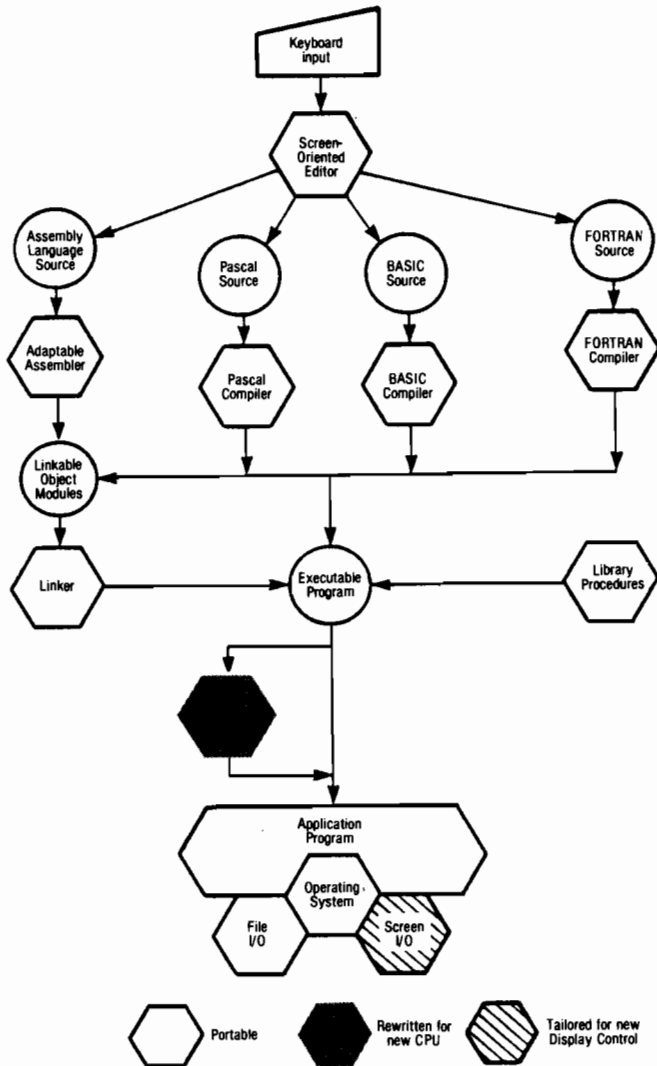 Keyboard
input
Screen-
Oriented
Editor
Assembly
Language
Source
Pascal
Source
BASIC
Source
FORTRAN
Source
Adaptable
Assembler
Pascal
Compiler
BASIC
Compiler
FORTRAN
Compiler
Linkable
Object
Modules
Linker
Executable
Program
Library
Procedures
Application
Program
Operating
System
File
I/O
Screen
I/O
Portable
Rewritten for
new CPU
Tailored for new
Display Control